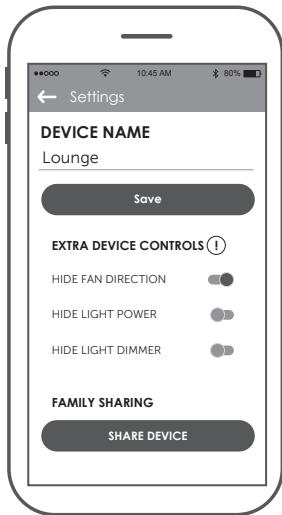 10:45 AM 80%
← Settings
DEVICE NAME
Lounge
Save
EXTRA DEVICE CONTROLS !
HIDE FAN DIRECTION
HIDE LIGHT POWER
HIDE LIGHT DIMMER
FAMILY SHARING
SHARE DEVICE